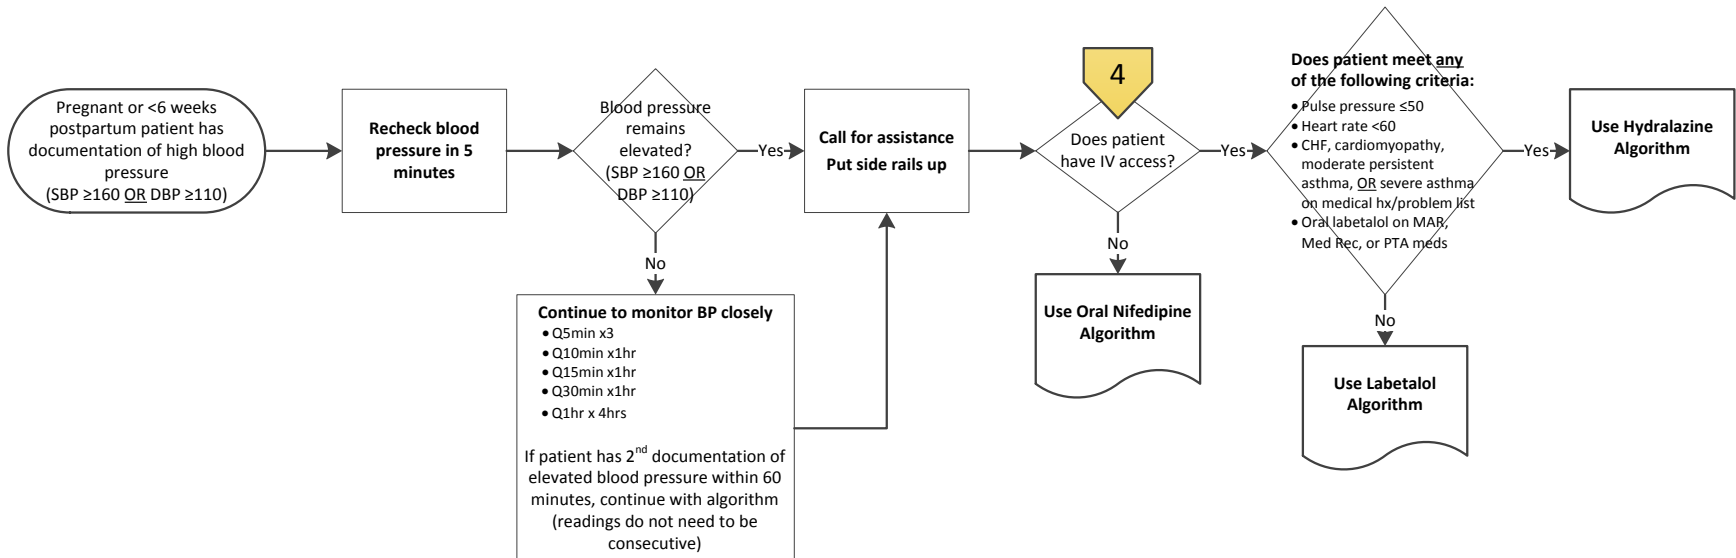 Pregnant or <6 weeks
postpartum patient has
documentation of high blood
pressure
(SBP ≥160 OR DBP ≥110)
Recheck blood
pressure in 5
minutes
Blood pressure
remains
elevated?
(SBP ≥160 OR
DBP ≥110)
Yes
No
Continue to monitor BP closely
• Q5min x3
• Q10min x1hr
• Q15min x1hr
• Q30min x1hr
• Q1hr x 4hrs
If patient has 2nd documentation of
elevated blood pressure within 60
minutes, continue with algorithm
(readings do not need to be
consecutive)
Call for assistance
Put side rails up
4
Does patient
have IV access?
Yes
No
Use Oral Nifedipine
Algorithm
Does patient meet any
of the following criteria:
• Pulse pressure ≤50
• Heart rate <60
• CHF, cardiomyopathy,
moderate persistent
asthma, OR severe asthma
on medical hx/problem list
• Oral labetalol on MAR,
Med Rec, or PTA meds
Yes
No
Use Labetalol
Algorithm
Use Hydralazine
Algorithm